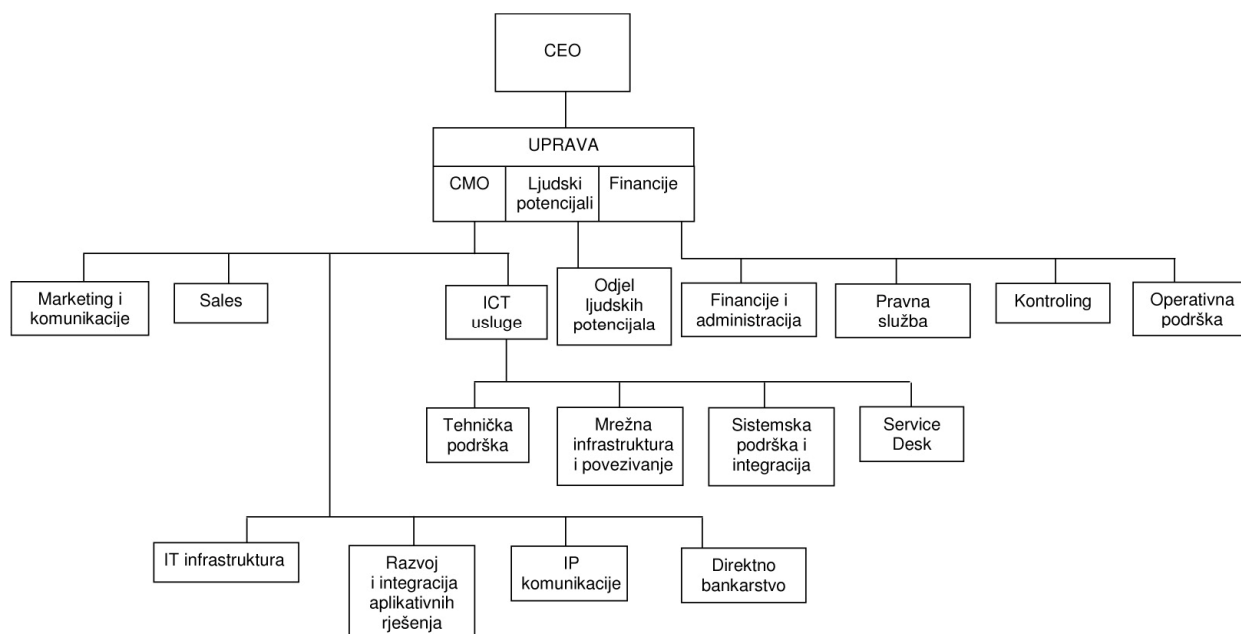 CEO
UPRAVA
CMO
Ljudski
potencijali
Financije
Marketing i
komunikacije
Sales
ICT
usluge
Odjel
ljudskih
potencijala
Financije i
administracija
Pravna
služba
Kontroling
Operativna
podrška
Tehnička
podrška
Mrežna
infrastruktura
i povezivanje
Sistemska
podrška i
integracija
Service
Desk
IT infrastruktura
Razvoj
i integracija
aplikativnih
rješenja
IP
komunikacije
Direktno
bankarstvo